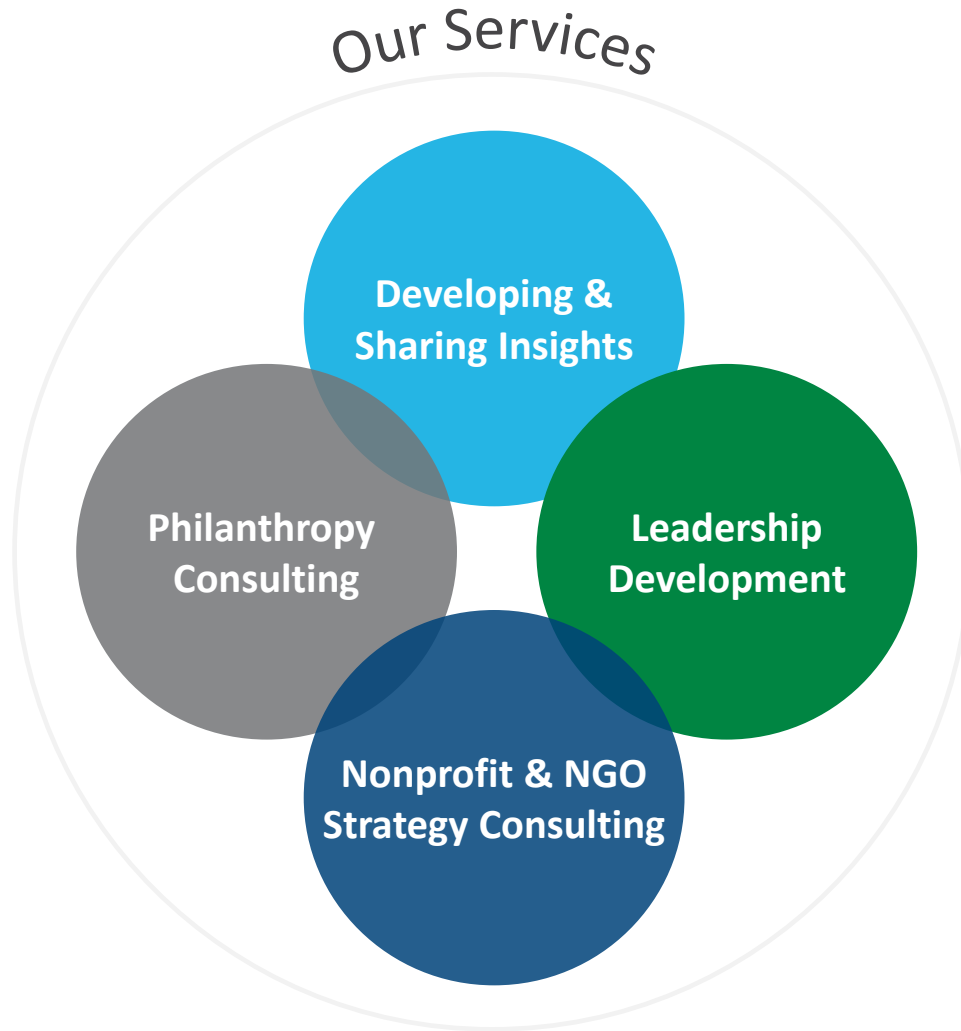 Our Services
Developing &
Sharing Insights
Philanthropy
Consulting
Leadership
Development
Nonprofit & NGO
Strategy Consulting